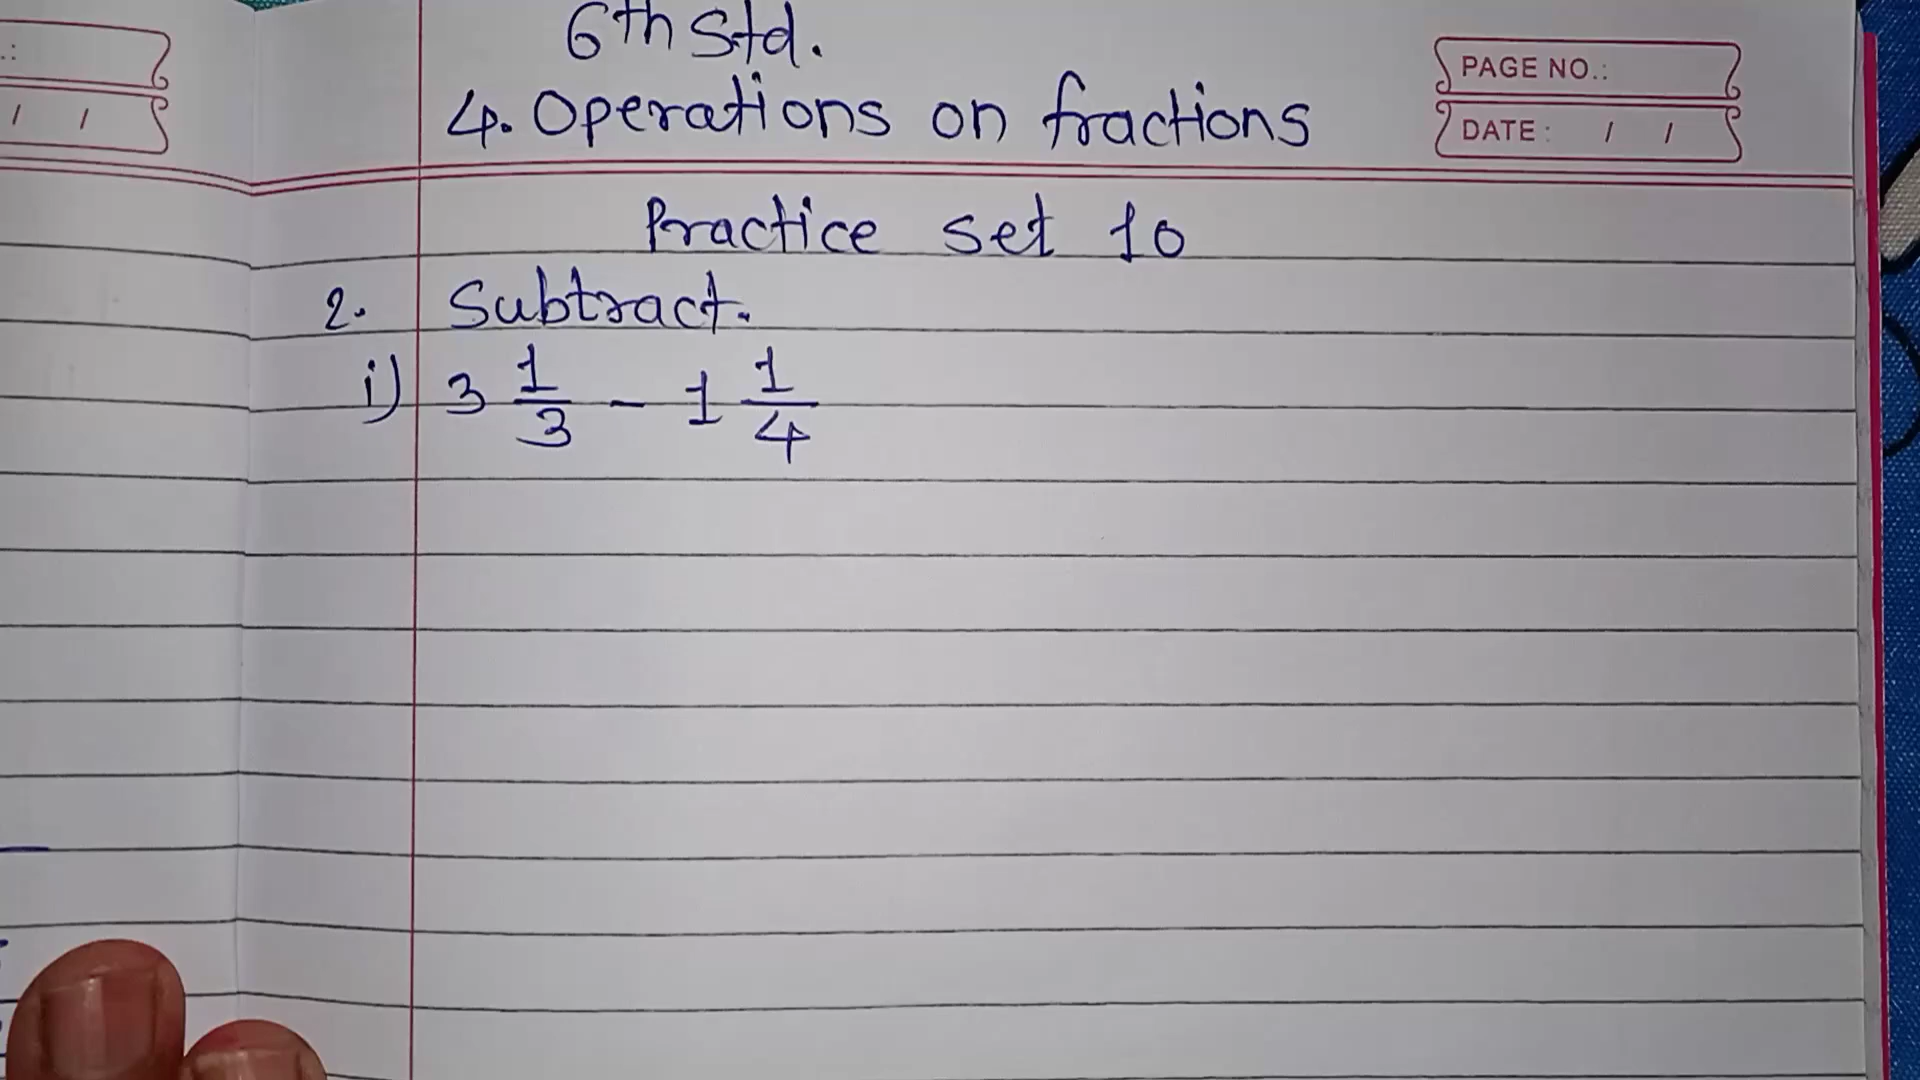 6th Std.
4. Operations on fractions
PAGE NO.:
DATE: / /
Practice set 10
2. Subtract.
i) 3 1/3 - 1 1/4